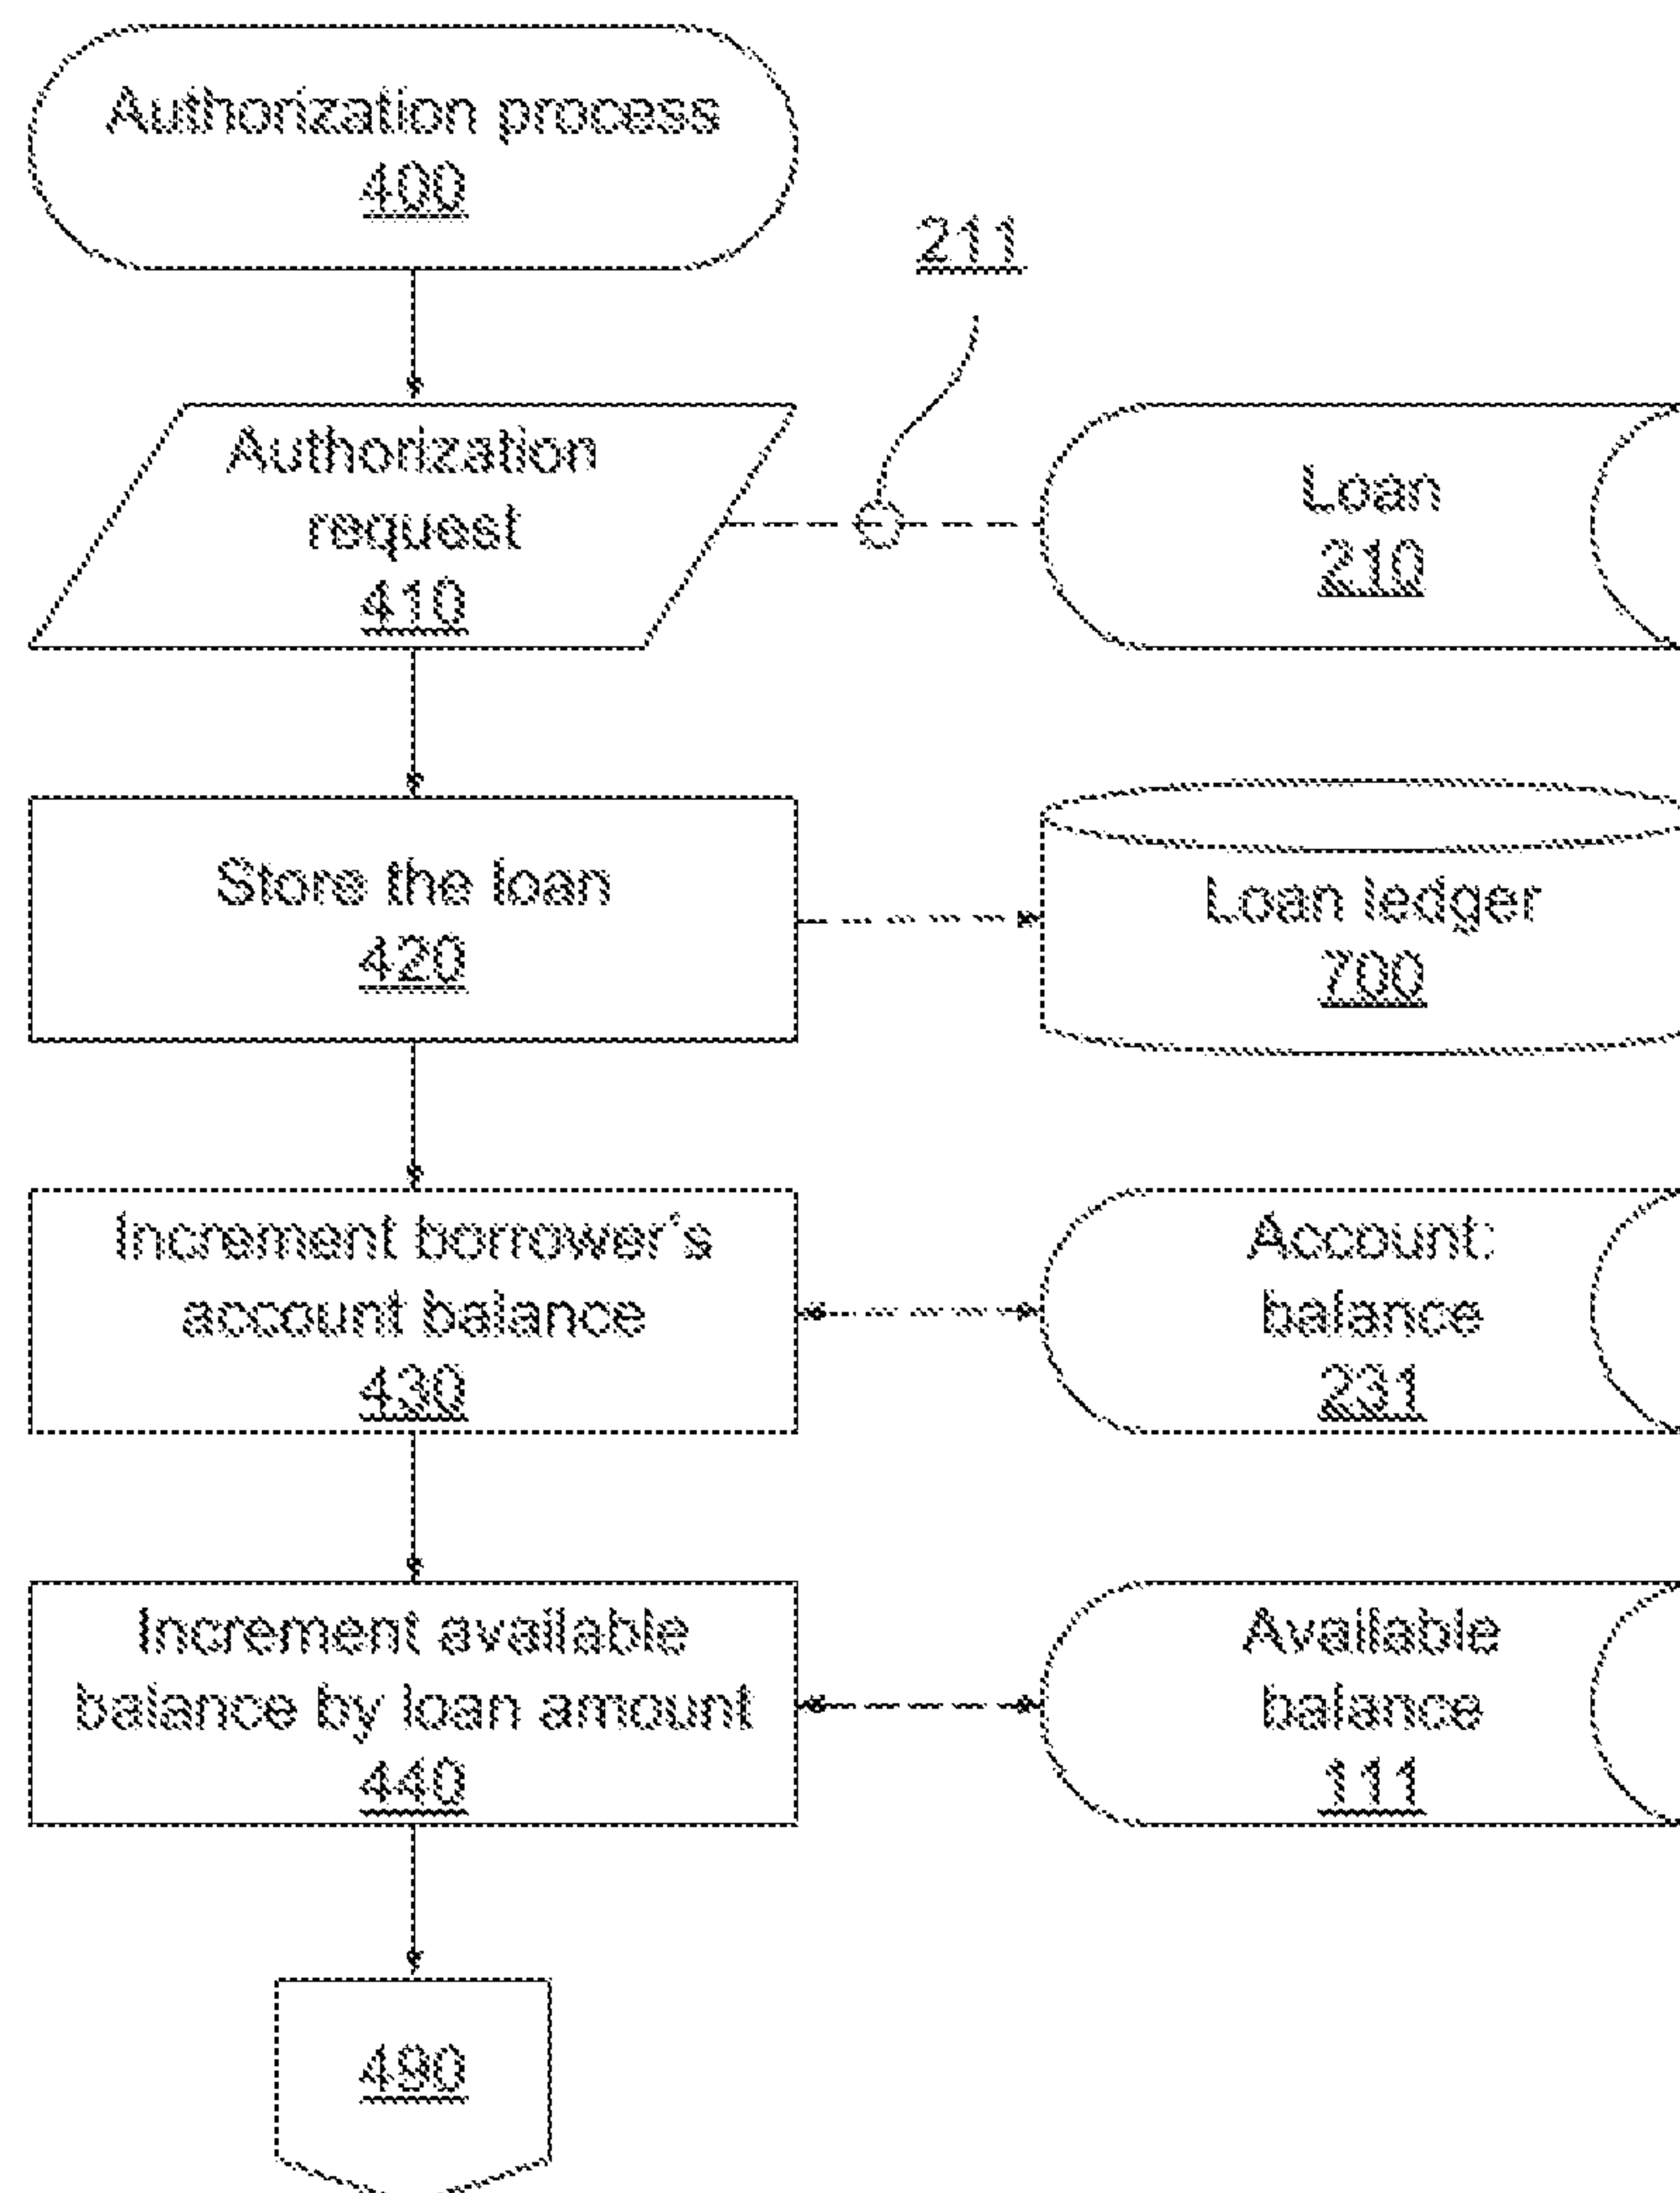 Authorization process
400
211
Authorization
request
410
Loan
210
Store the loan
420
Loan ledger
700
Increment borrower's
account balance
430
Account:
balance
231
Increment available
balance by loan amount
440
Available
balance
111
490